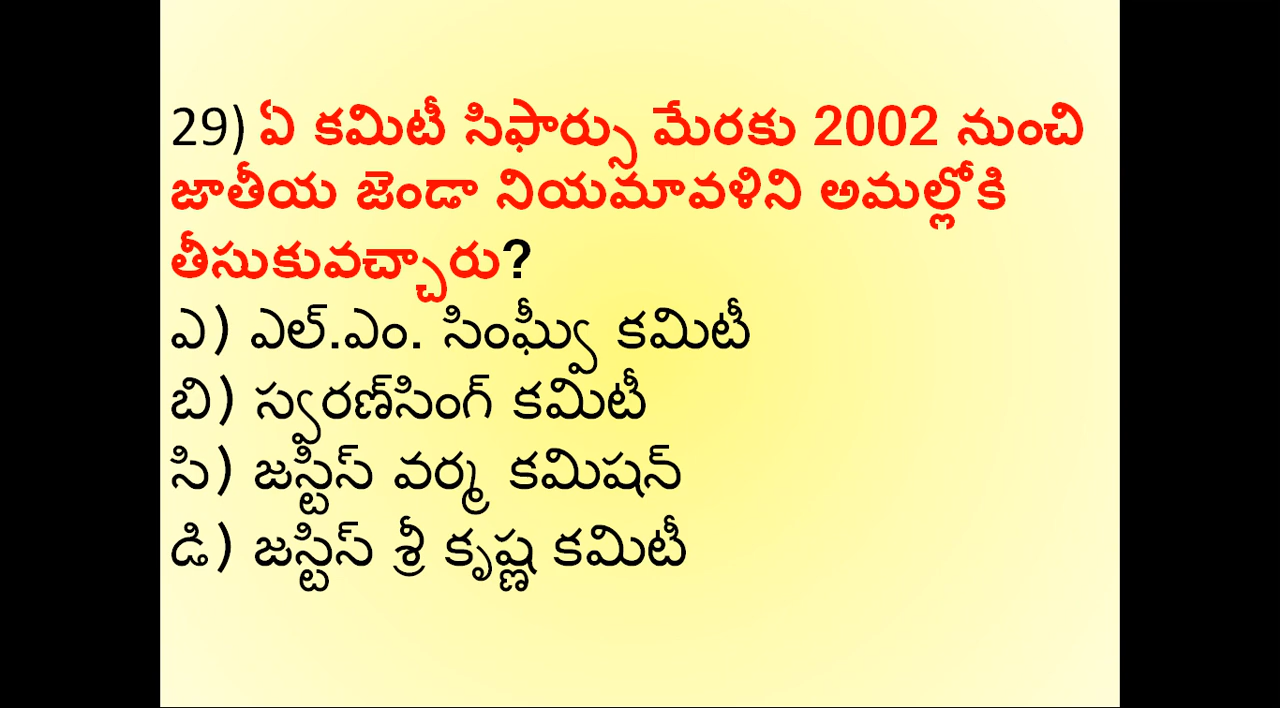 29) ఏ కమిటీ సిఫార్సు మేరకు 2002 నుంచి
జాతీయ జెండా నియమావళిని అమల్లోకి
తీసుకువచ్చారు?
ఎ) ఎల్.ఎం. సింఘ్వీ కమిటీ
బి) స్వరణ్‌సింగ్ కమిటీ
సి) జస్టిస్ వర్మ కమిషన్
డి) జస్టిస్ శ్రీ కృష్ణ కమిటీ